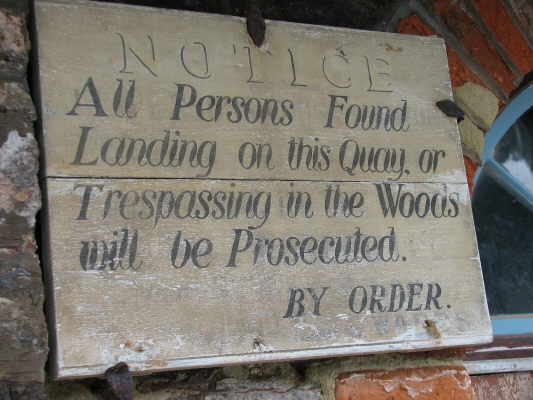 NOTICE
All Persons Found
Landing on this Quay, or
Trespassing in the Woods
will be Prosecuted.
BY ORDER.